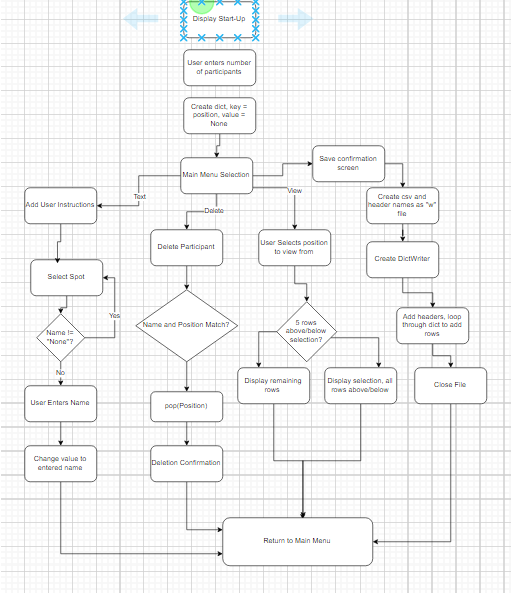 Display Start-Up
User enters number
of participants
Create dict, key =
position, value =
None
Main Menu Selection
Save confirmation
screen
Text
View
Delete
Add User Instructions
Create csv and
header names as "w"
file
Delete Participant
User Selects position
to view from
Create DictWriter
Select Spot
Yes
Name !=
"None"?
Name and Position Match?
5 rows
above/below
selection?
Add headers, loop
through dict to add
rows
No
Display remaining
rows
Display selection, all
rows above/below
Close File
User Enters Name
pop(Position)
Change value to
entered name
Deletion Confirmation
Return to Main Menu